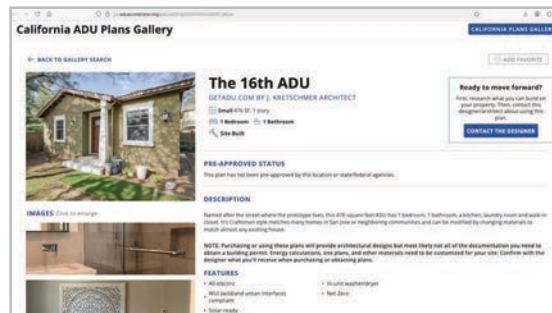 California ADU Plans Gallery
CALIFORNIA PLANS GALLER
← BACK TO GALLERY SEARCH
ADD FAVORITE
The 16th ADU
GETADU.COM BY J. KRETSCHMER ARCHITECT
Small 476 SF, 1 story
1 Bedroom 1 Bathroom
Site Built
Ready to move forward?
First, research what you can build on
your property. Then, contact this
designer/architect about using this
plan.
CONTACT THE DESIGNER
PRE-APPROVED STATUS
This plan has not been pre-approved by this location or state/federal agencies.
IMAGES Click to enlarge
DESCRIPTION
Named after the street where the prototype lives, this 476 square feet ADU has 1 bedroom, 1 bathroom, a kitchen, laundry room and walk-in
closet. It's Craftsman style matches many homes in San Jose or neighboring communities and can be modified by changing materials to
match almost any existing house.
NOTE: Purchasing or using these plans will provide architectural designs but most likely not all of the documentation you need to
obtain a building permit. Energy calculations, site plans, and other materials need to be customized for your site. Confirm with the
designer what you'll receive when purchasing or obtaining plans.
FEATURES
• All-electric
• WUI (wildland urban interface)
compliant
• Solar-ready
• In-unit washer/dryer
• Net Zero